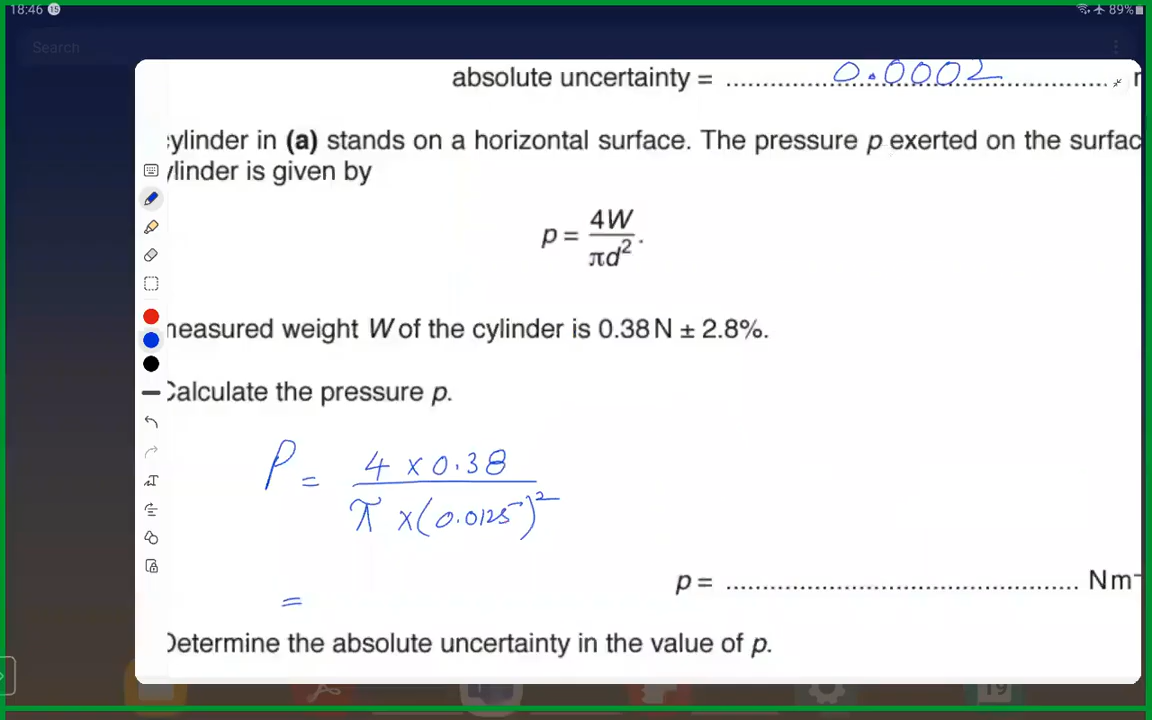 18:46 15 89%
Search
absolute uncertainty = .......... 0.0002 ..........
ylinder in (a) stands on a horizontal surface. The pressure p exerted on the surfac
ylinder is given by
p = 4W / πd².
neasured weight W of the cylinder is 0.38 N ± 2.8%.
Calculate the pressure p.
P = 4 × 0.38 / π × (0.0125)²
p = .......................................... Nm⁻
=
Determine the absolute uncertainty in the value of p.
19